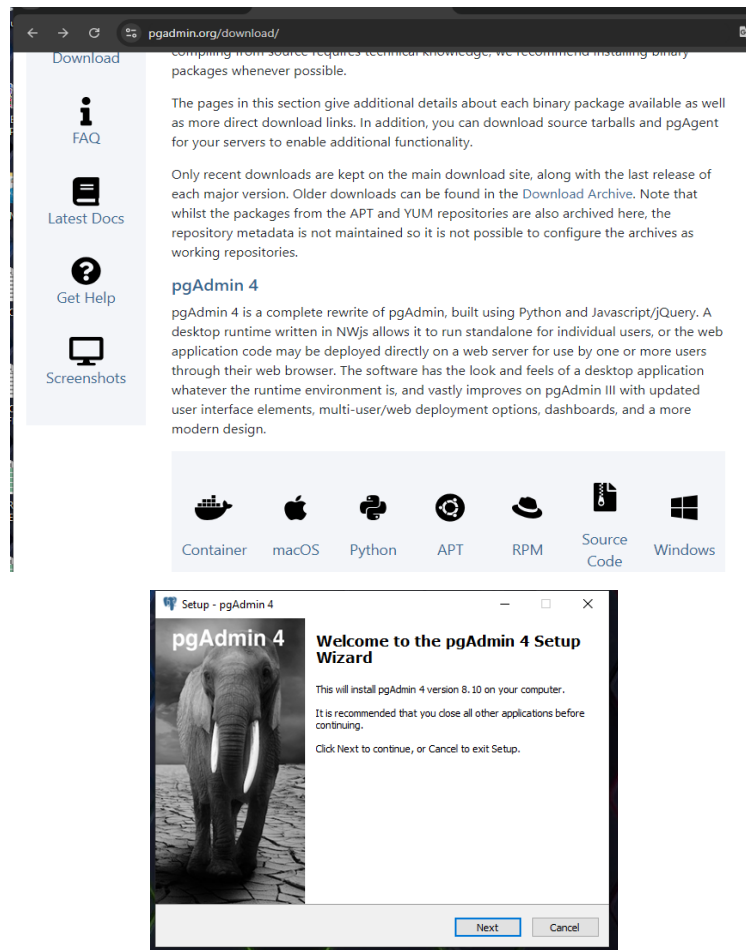 pgadmin.org/download/
Download
FAQ
Latest Docs
Get Help
Screenshots
compiling from source requires technical knowledge, we recommend installing binary
packages whenever possible.
The pages in this section give additional details about each binary package available as well
as more direct download links. In addition, you can download source tarballs and pgAgent
for your servers to enable additional functionality.
Only recent downloads are kept on the main download site, along with the last release of
each major version. Older downloads can be found in the Download Archive. Note that
whilst the packages from the APT and YUM repositories are also archived here, the
repository metadata is not maintained so it is not possible to configure the archives as
working repositories.
pgAdmin 4
pgAdmin 4 is a complete rewrite of pgAdmin, built using Python and Javascript/jQuery. A
desktop runtime written in NWjs allows it to run standalone for individual users, or the web
application code may be deployed directly on a web server for use by one or more users
through their web browser. The software has the look and feels of a desktop application
whatever the runtime environment is, and vastly improves on pgAdmin III with updated
user interface elements, multi-user/web deployment options, dashboards, and a more
modern design.
Container
macOS
Python
APT
RPM
Source
Code
Windows
Setup - pgAdmin 4
pgAdmin 4
Welcome to the pgAdmin 4 Setup
Wizard
This will install pgAdmin 4 version 8.10 on your computer.
It is recommended that you close all other applications before
continuing.
Click Next to continue, or Cancel to exit Setup.
Next
Cancel